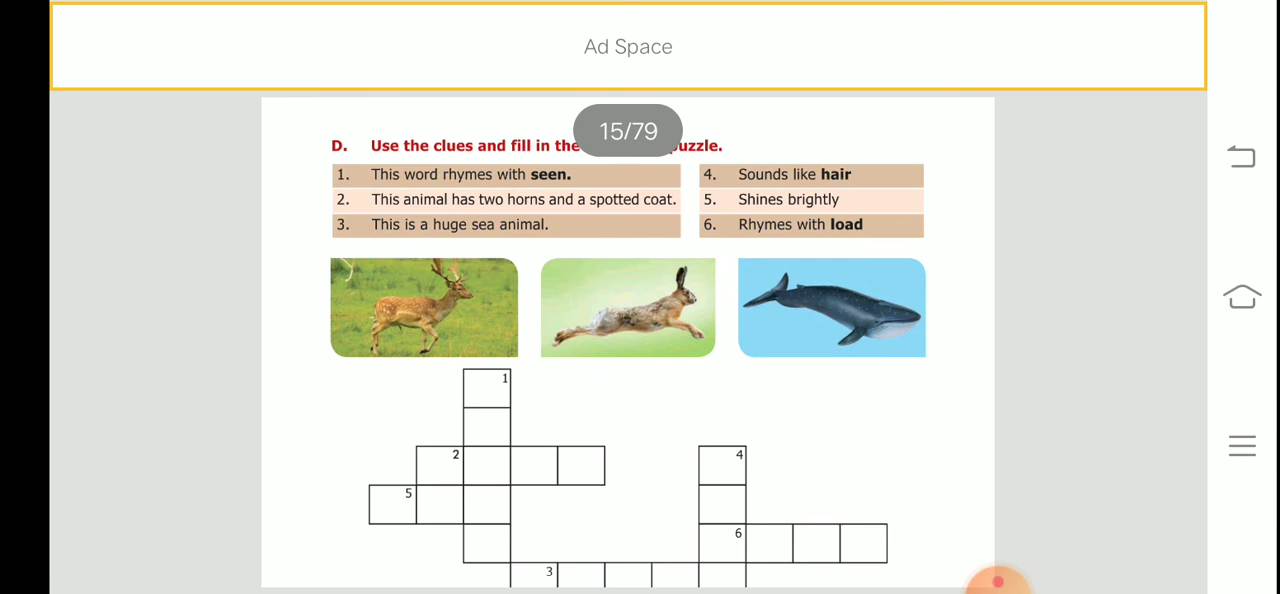 Ad Space
15/79
D. Use the clues and fill in the uzzle.
1. This word rhymes with seen.
2. This animal has two horns and a spotted coat.
3. This is a huge sea animal.
4. Sounds like hair
5. Shines brightly
6. Rhymes with load
1
2
4
5
6
3